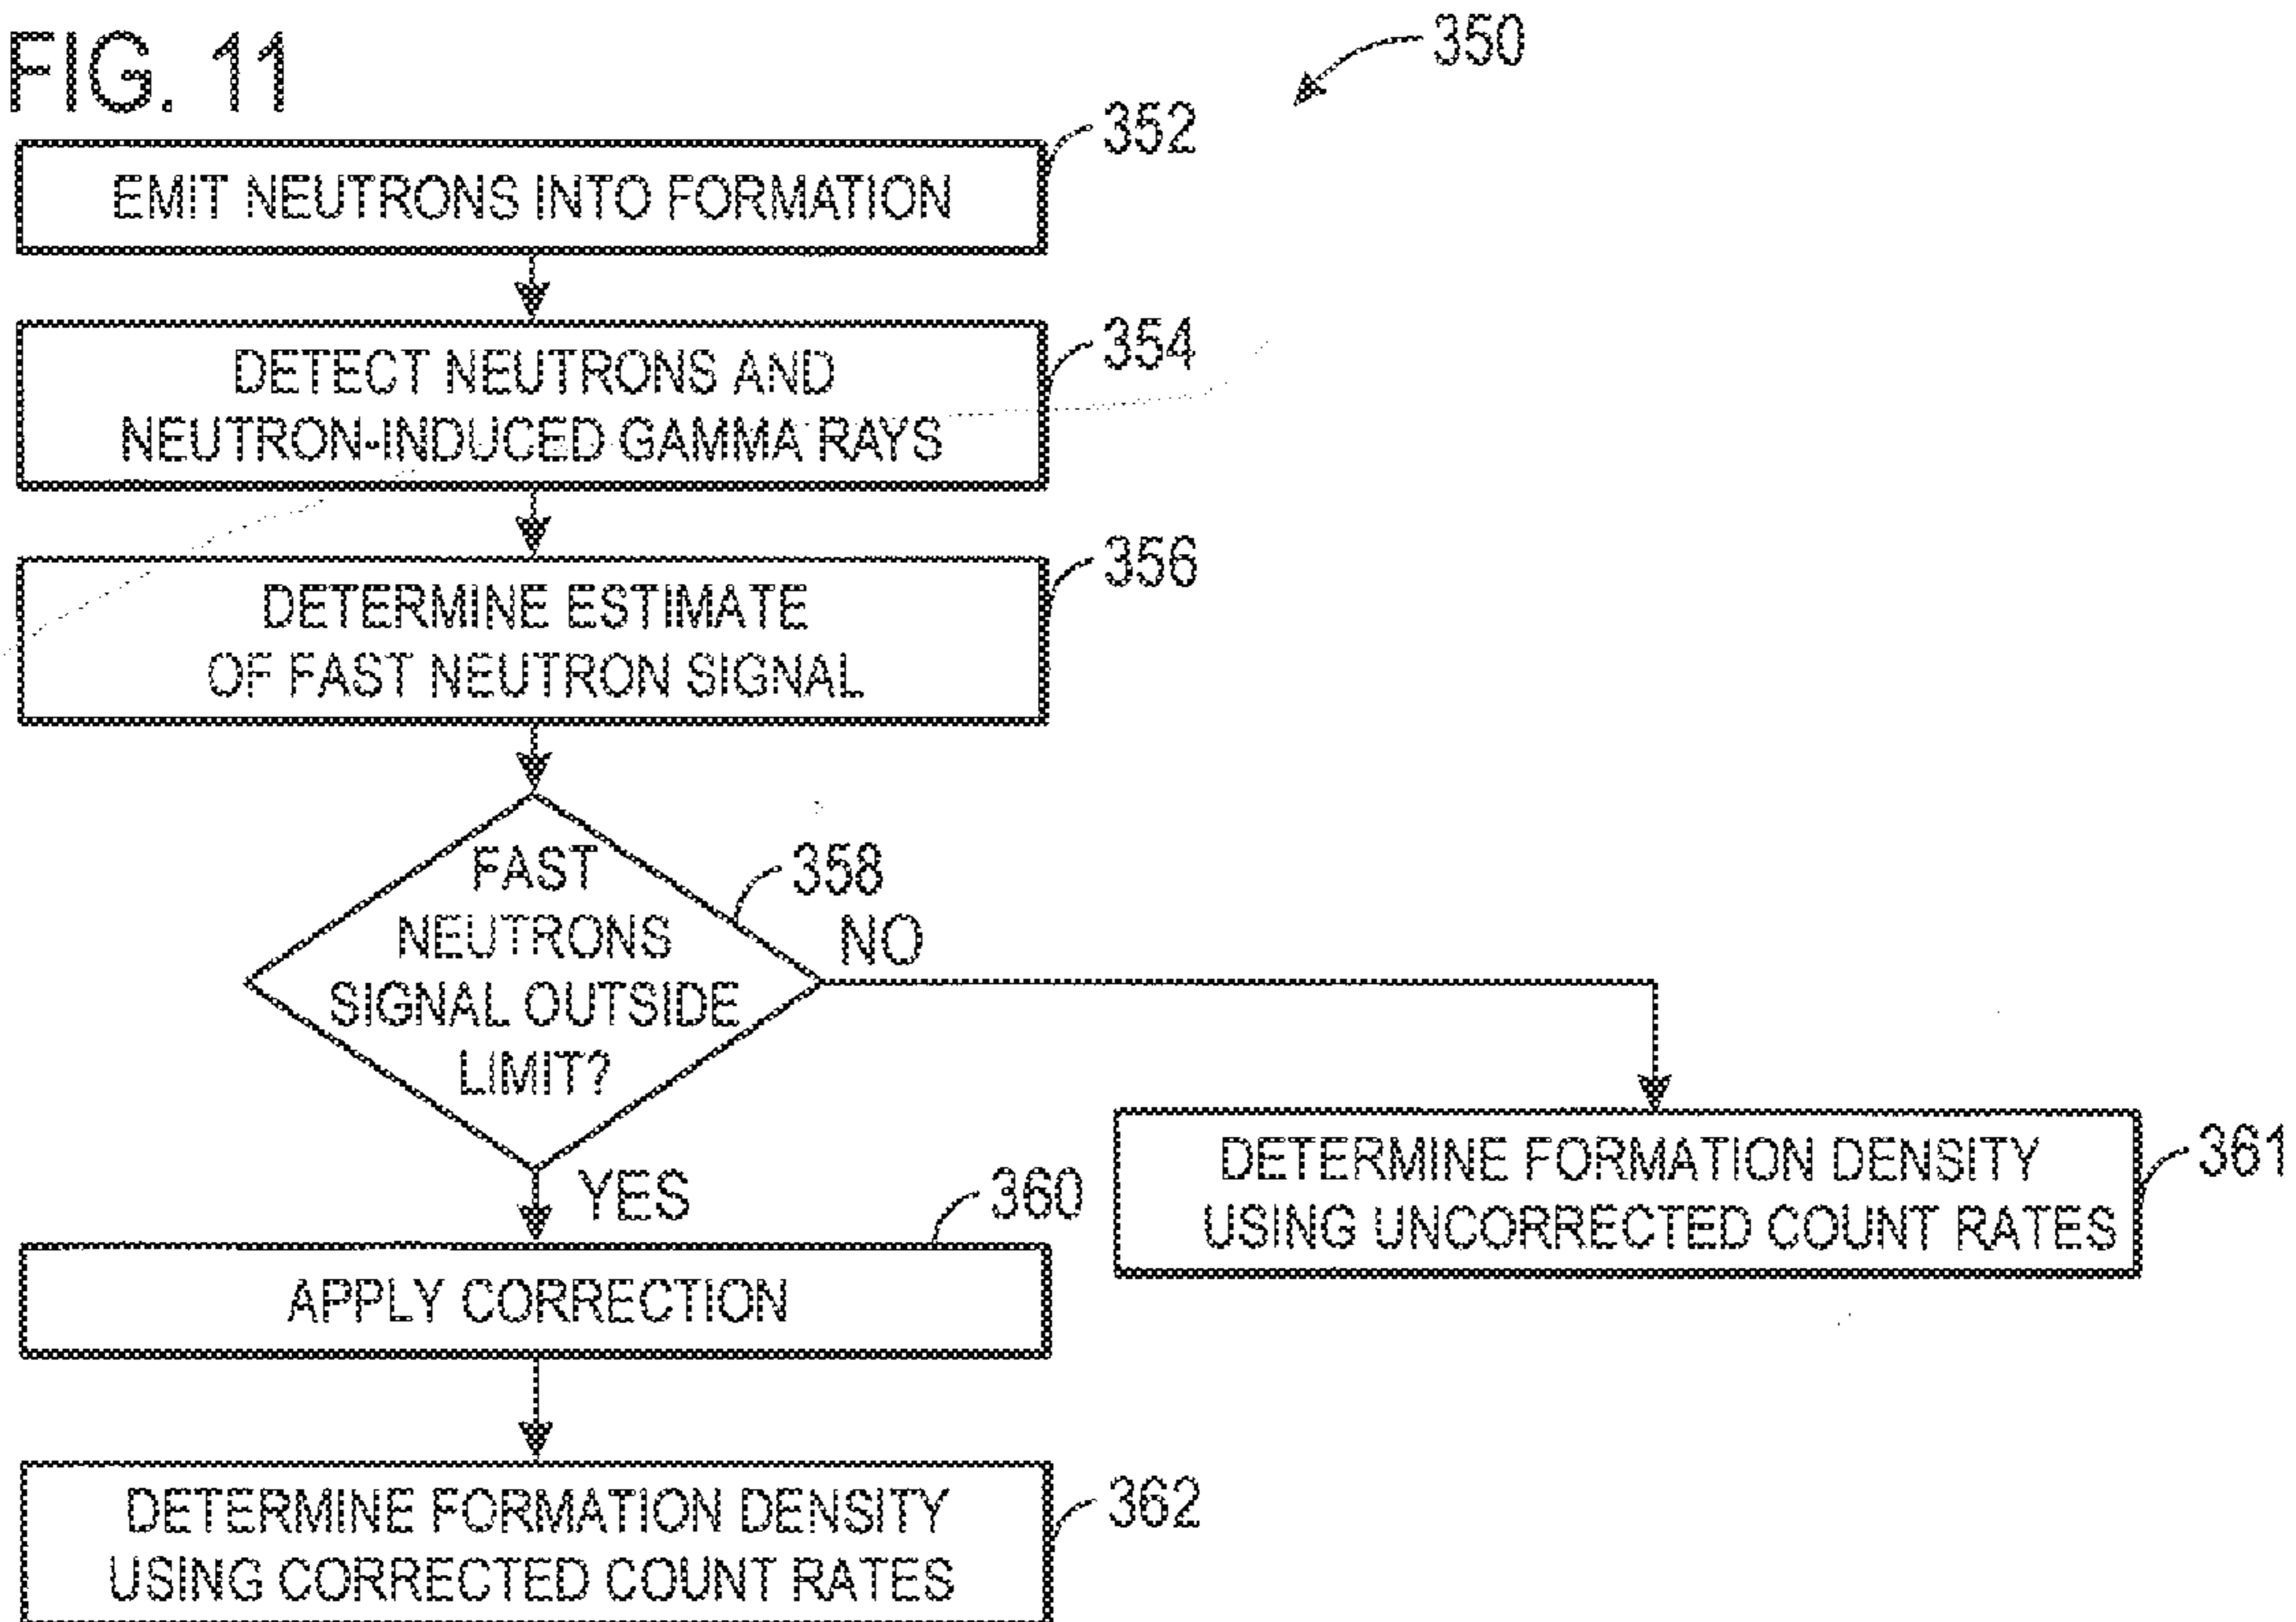 FIG. 11
350
352
EMIT NEUTRONS INTO FORMATION
354
DETECT NEUTRONS AND
NEUTRON-INDUCED GAMMA RAYS
356
DETERMINE ESTIMATE
OF FAST NEUTRON SIGNAL
358
FAST
NEUTRONS
SIGNAL OUTSIDE
LIMIT?
NO
YES
361
DETERMINE FORMATION DENSITY
USING UNCORRECTED COUNT RATES
360
APPLY CORRECTION
362
DETERMINE FORMATION DENSITY
USING CORRECTED COUNT RATES